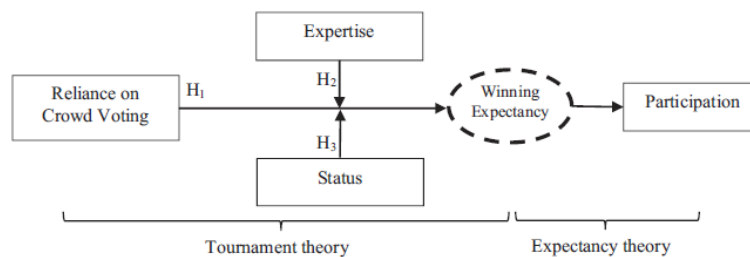 Expertise
H1
H2
Reliance on
Crowd Voting
Winning
Expectancy
Participation
H3
Status
Tournament theory
Expectancy theory